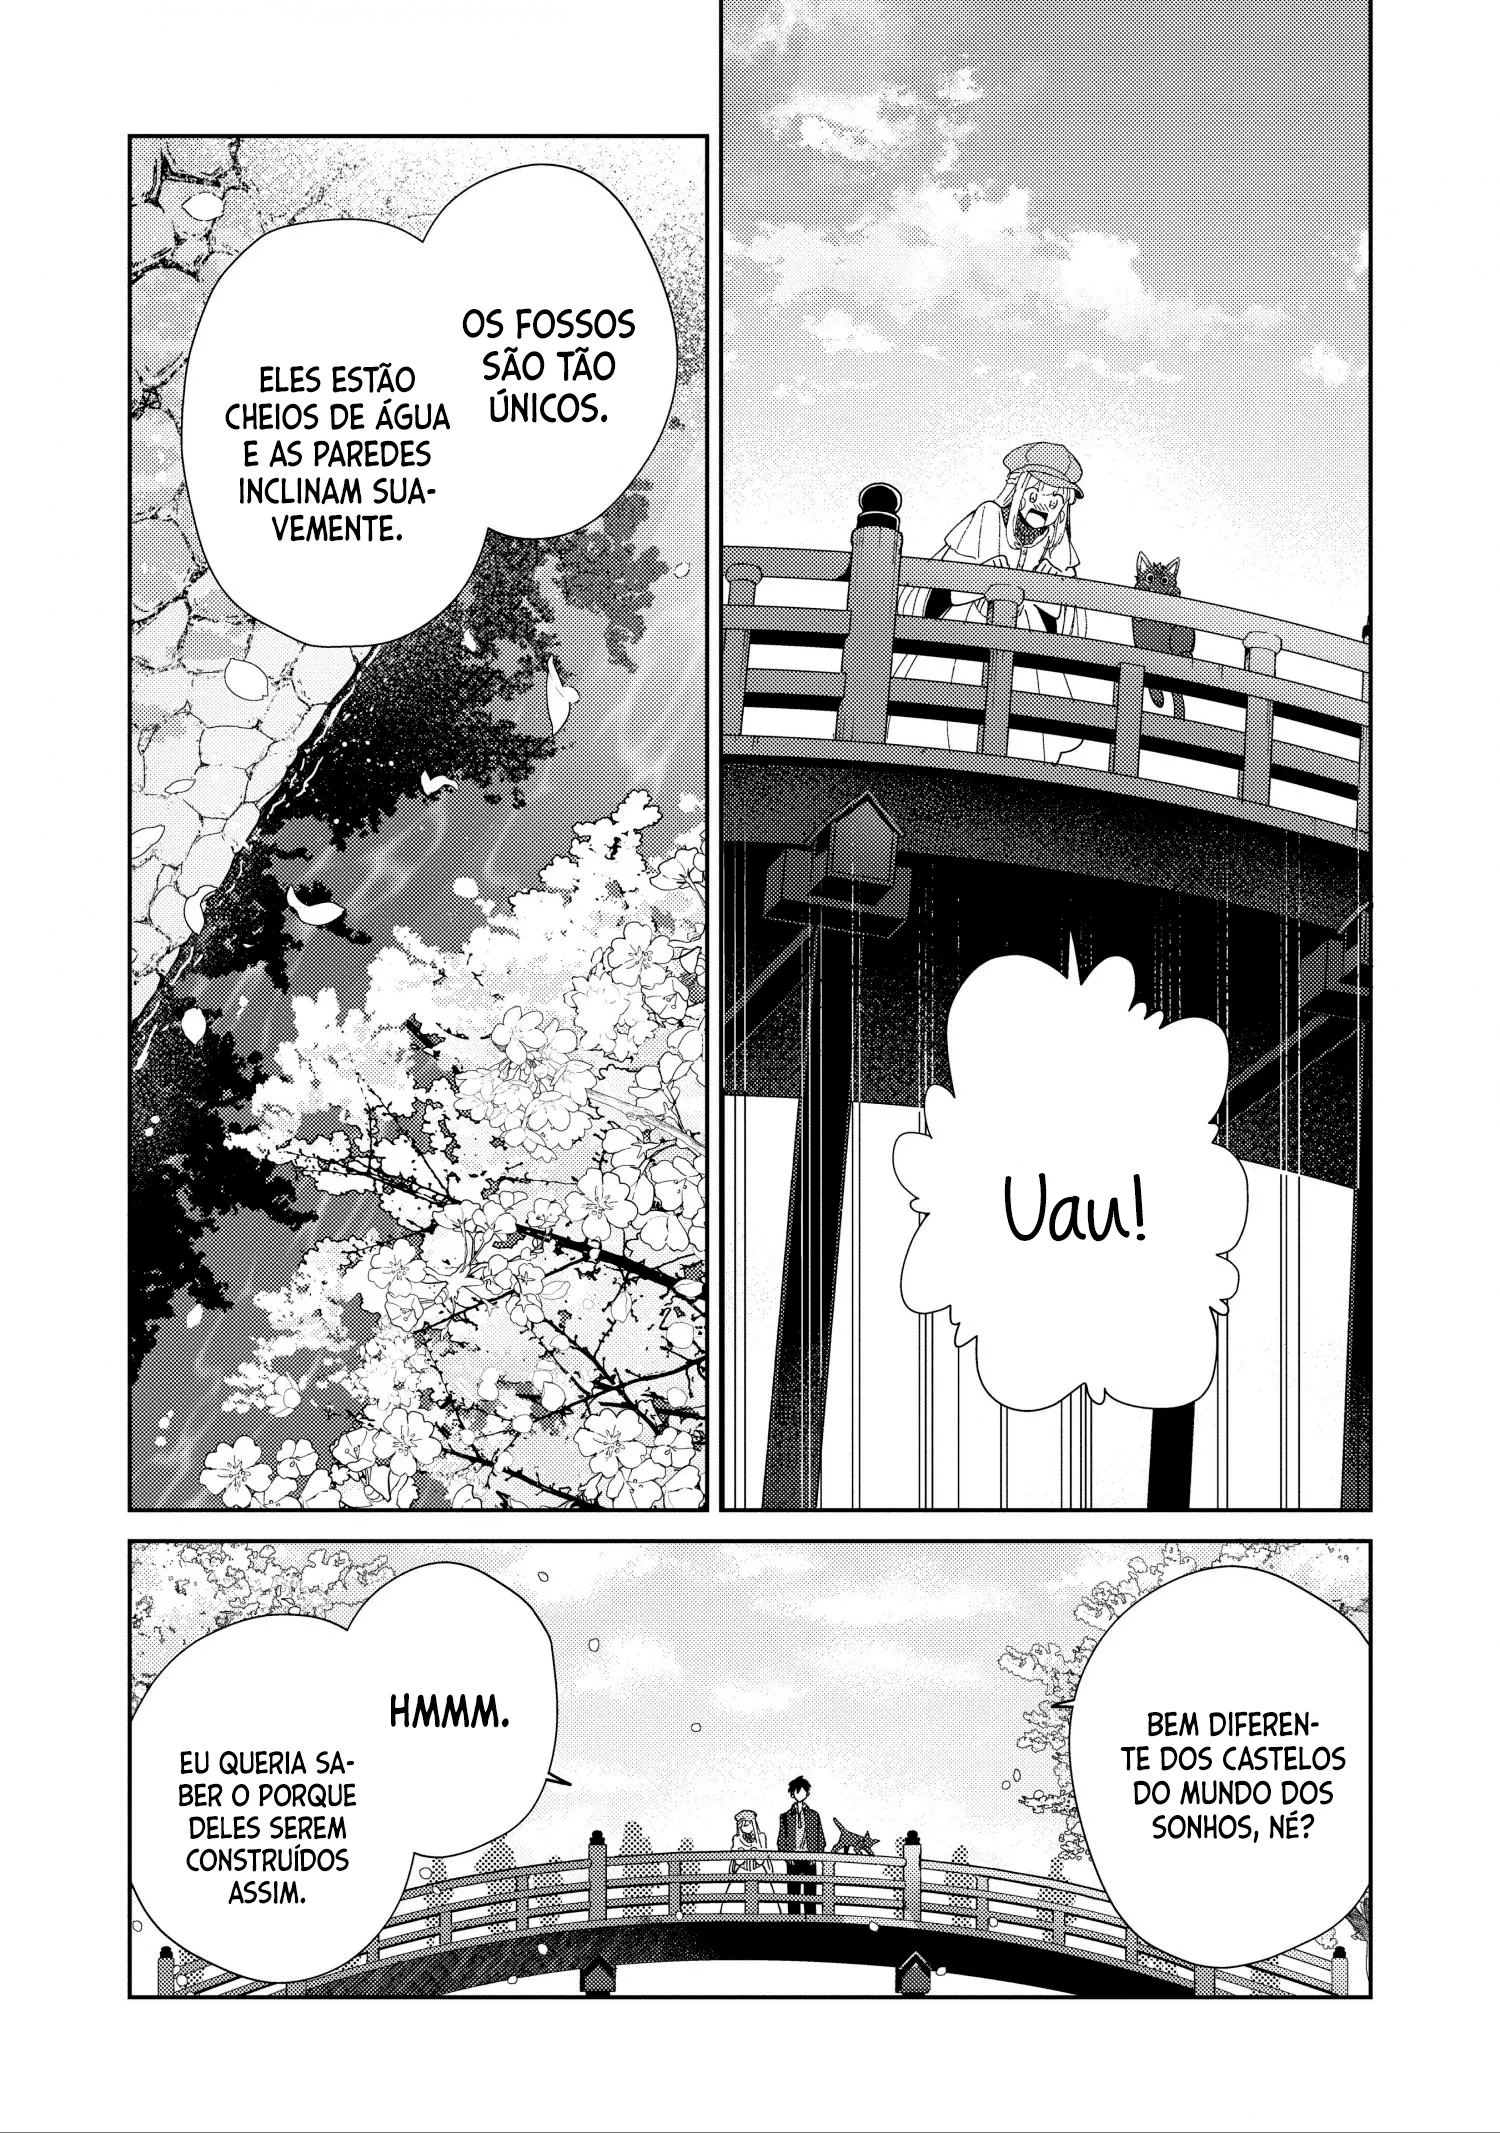 Uau!
OS FOSSOS
SÃO TÃO
ÚNICOS.
ELES ESTÃO
CHEIOS DE ÁGUA
E AS PAREDES
INCLINAM SUA-
VEMENTE.
BEM DIFEREN-
TE DOS CASTELOS
DO MUNDO DOS
SONHOS, NÉ?
HMMM.
EU QUERIA SA-
BER O PORQUE
DELES SEREM
CONSTRUÍDOS
ASSIM.